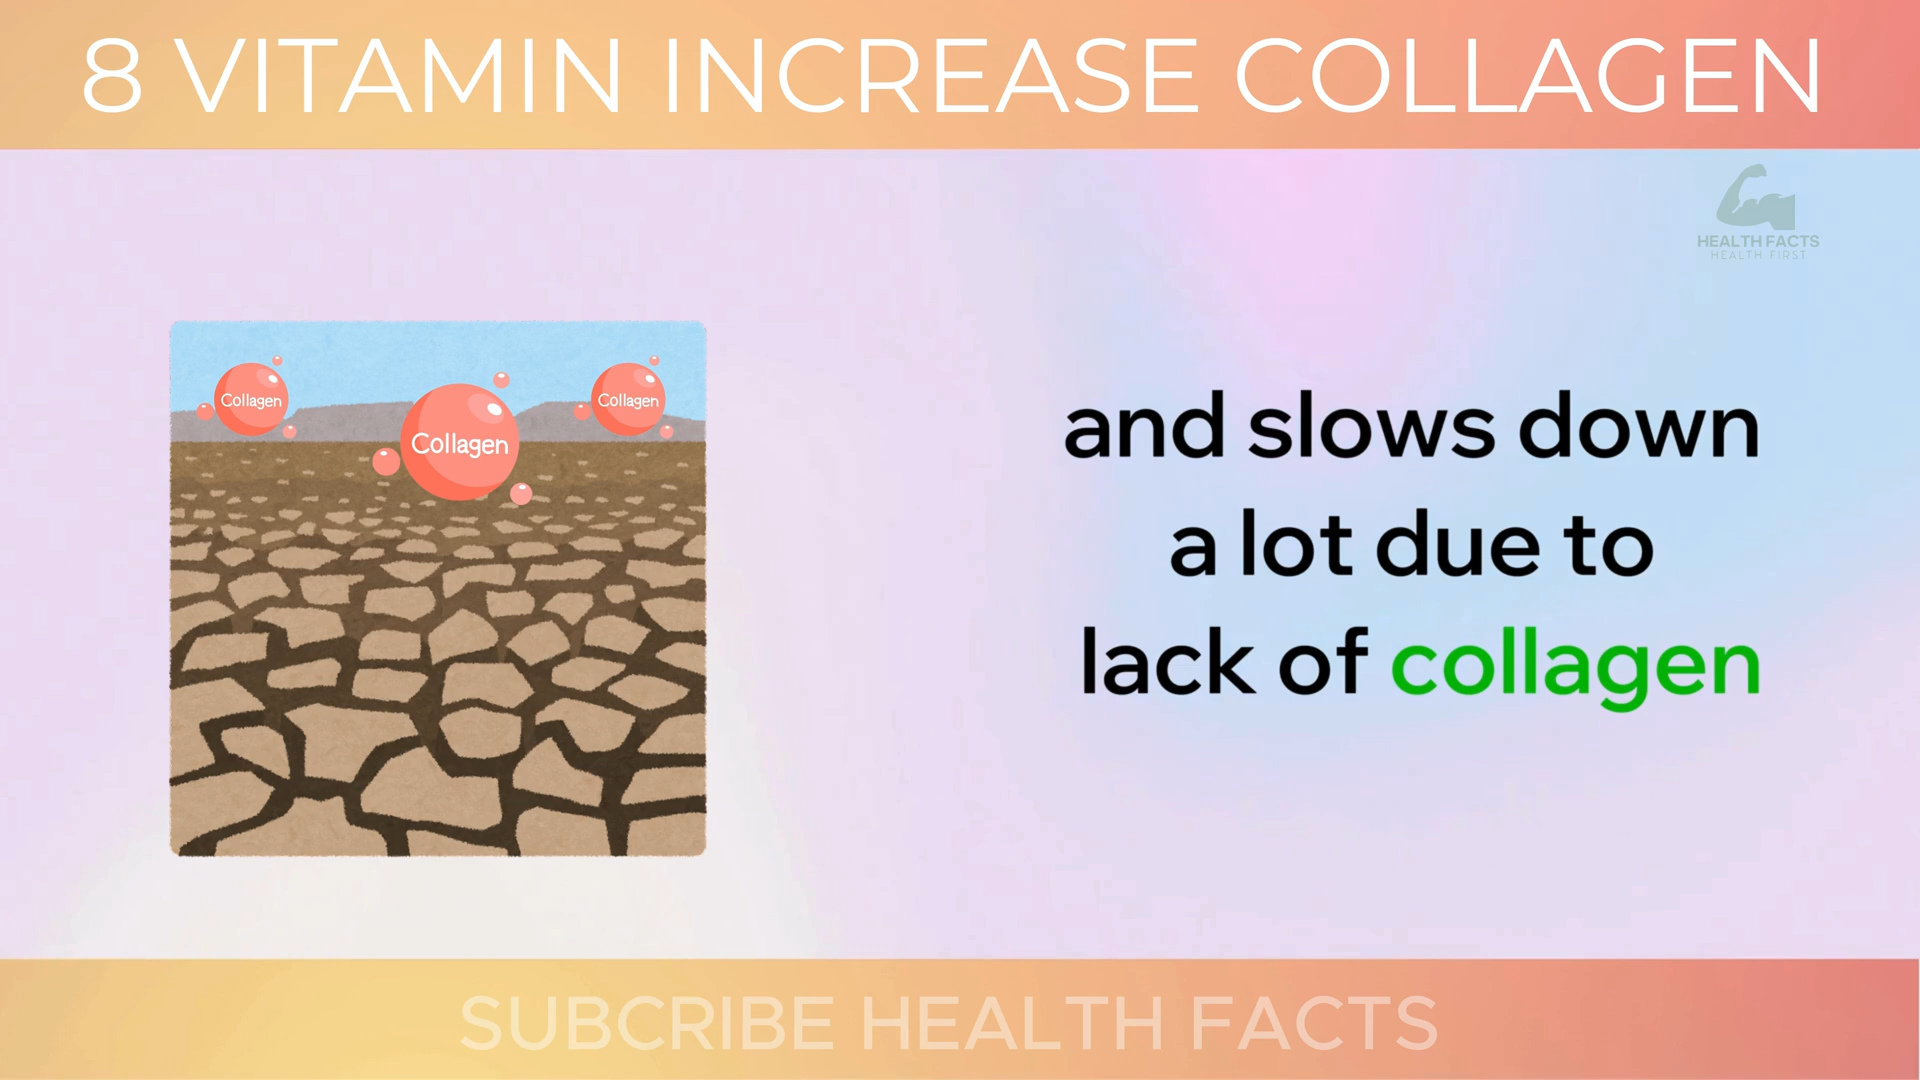 8 VITAMIN INCREASE COLLAGEN
HEALTH FACTS
HEALTH FIRST
Collagen
Collagen
Collagen
and slows down
a lot due to
lack of collagen
SUBCRIBE HEALTH FACTS